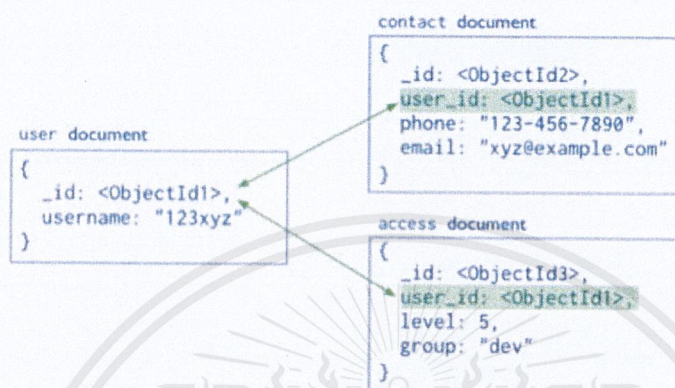 contact document
{
_id: <ObjectId2>,
user_id: <ObjectId1>,
phone: "123-456-7890",
email: "xyz@example.com"
}
user document
{
_id: <ObjectId1>,
username: "123xyz"
}
access document
{
_id: <ObjectId3>,
user_id: <ObjectId1>,
level: 5,
group: "dev"
}